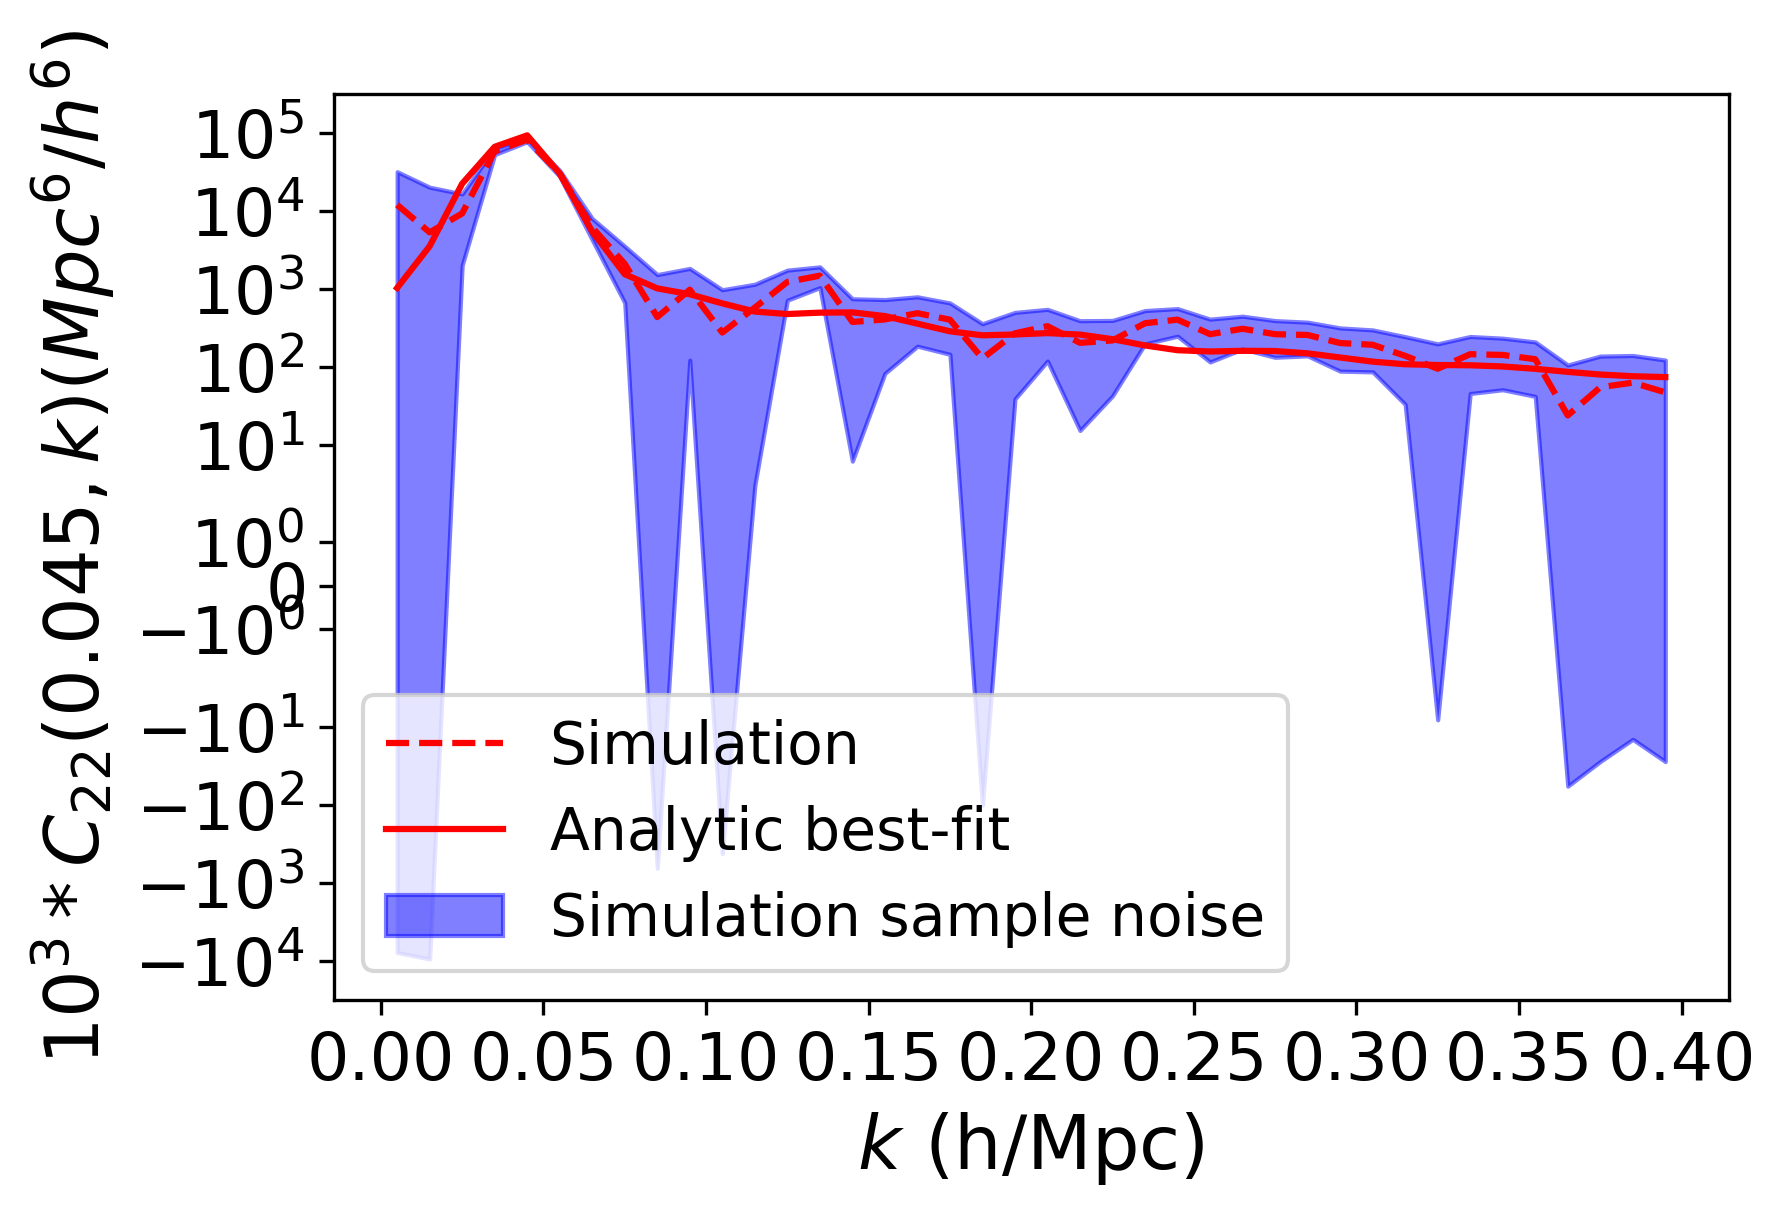 10^3 * C_{22}(0.045, k)(Mpc^6/h^6)
10^5
10^4
10^3
10^2
10^1
10^0
0
−10^0
−10^1
−10^2
−10^3
−10^4
Simulation
Analytic best-fit
Simulation sample noise
0.00 0.05 0.10 0.15 0.20 0.25 0.30 0.35 0.40
k (h/Mpc)